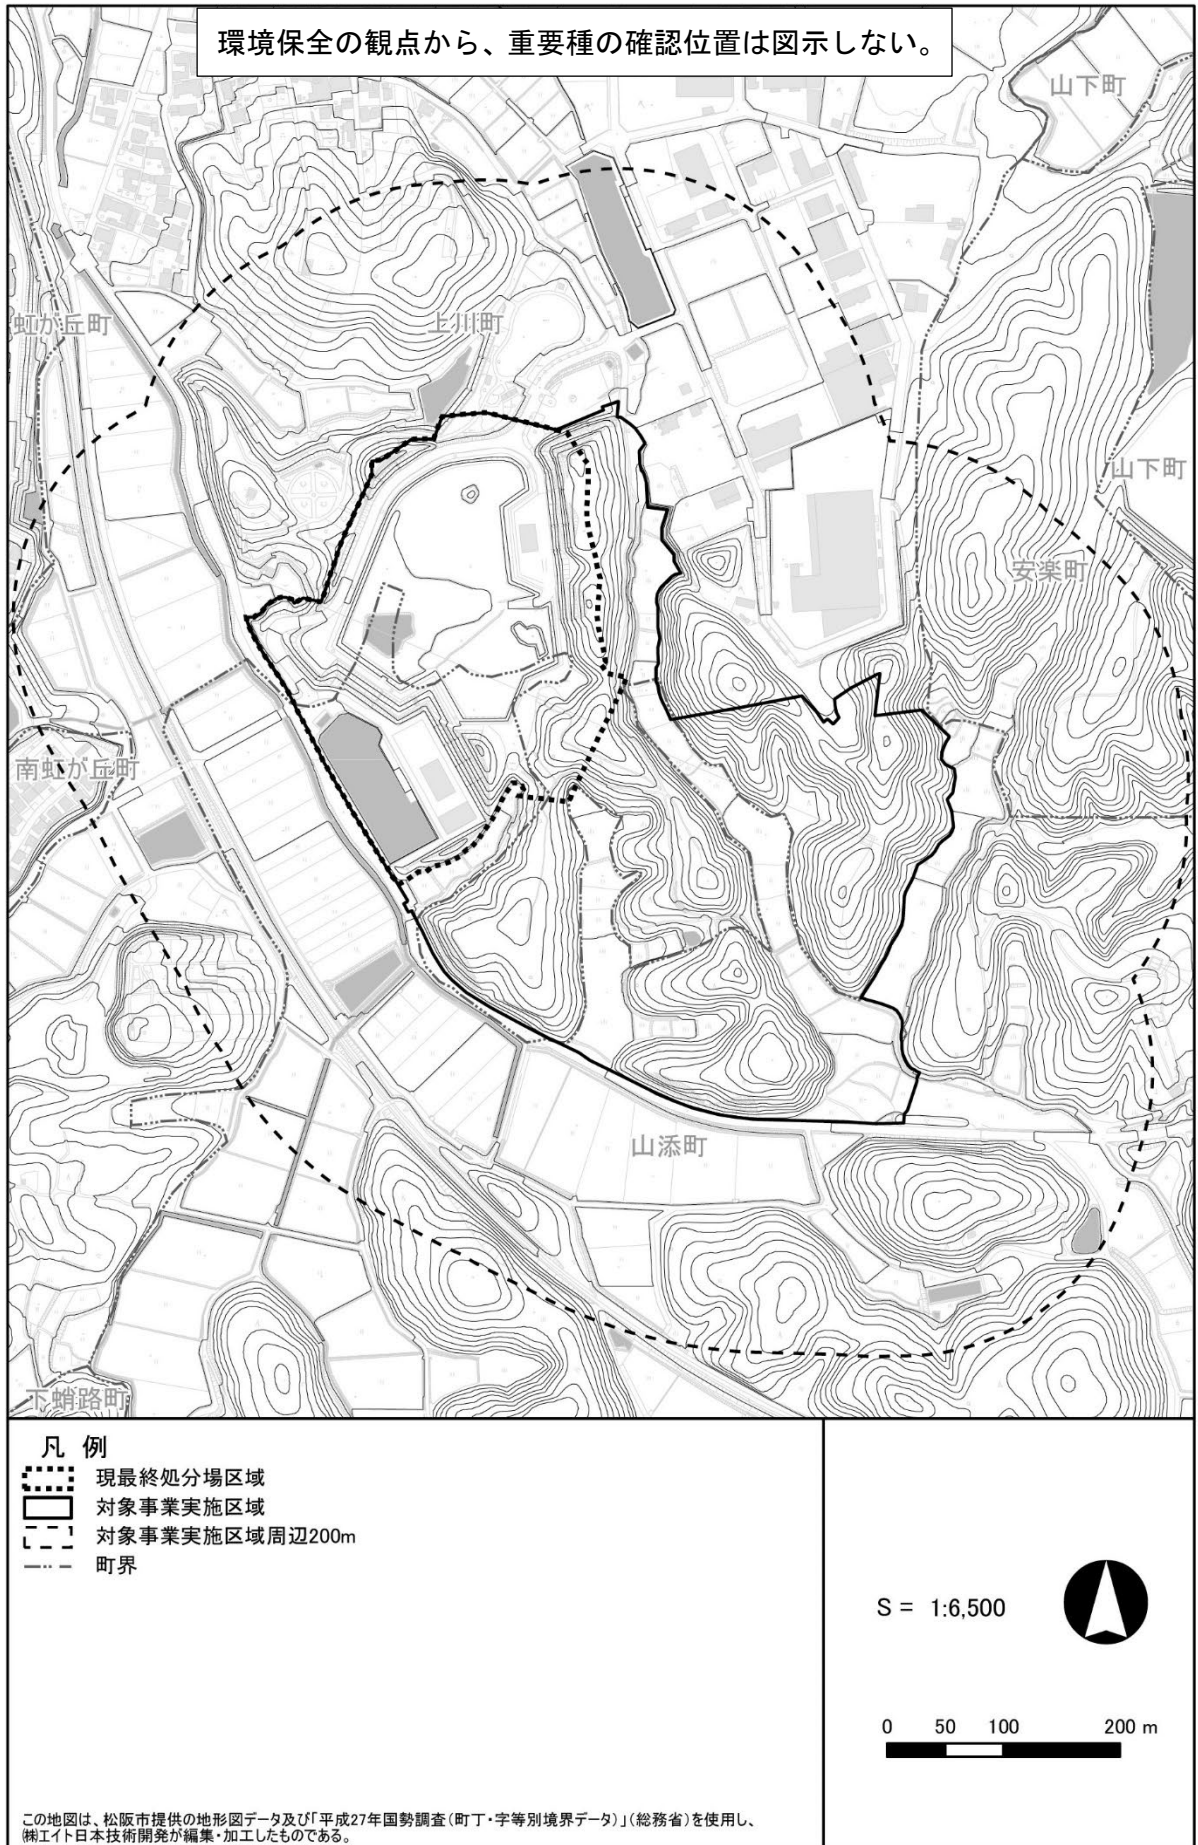 環境保全の観点から、重要種の確認位置は図示しない。
山下町
虹が丘町
上川町
山下町
安楽町
南虹が丘町
山添町
下蛸路町
凡 例
現最終処分場区域
対象事業実施区域
対象事業実施区域周辺200m
町界
S = 1:6,500
0 50 100 200 m
この地図は、松阪市提供の地形図データ及び「平成27年国勢調査(町丁・字等別境界データ)」(総務省)を使用し、
㈱エイト日本技術開発が編集・加工したものである。